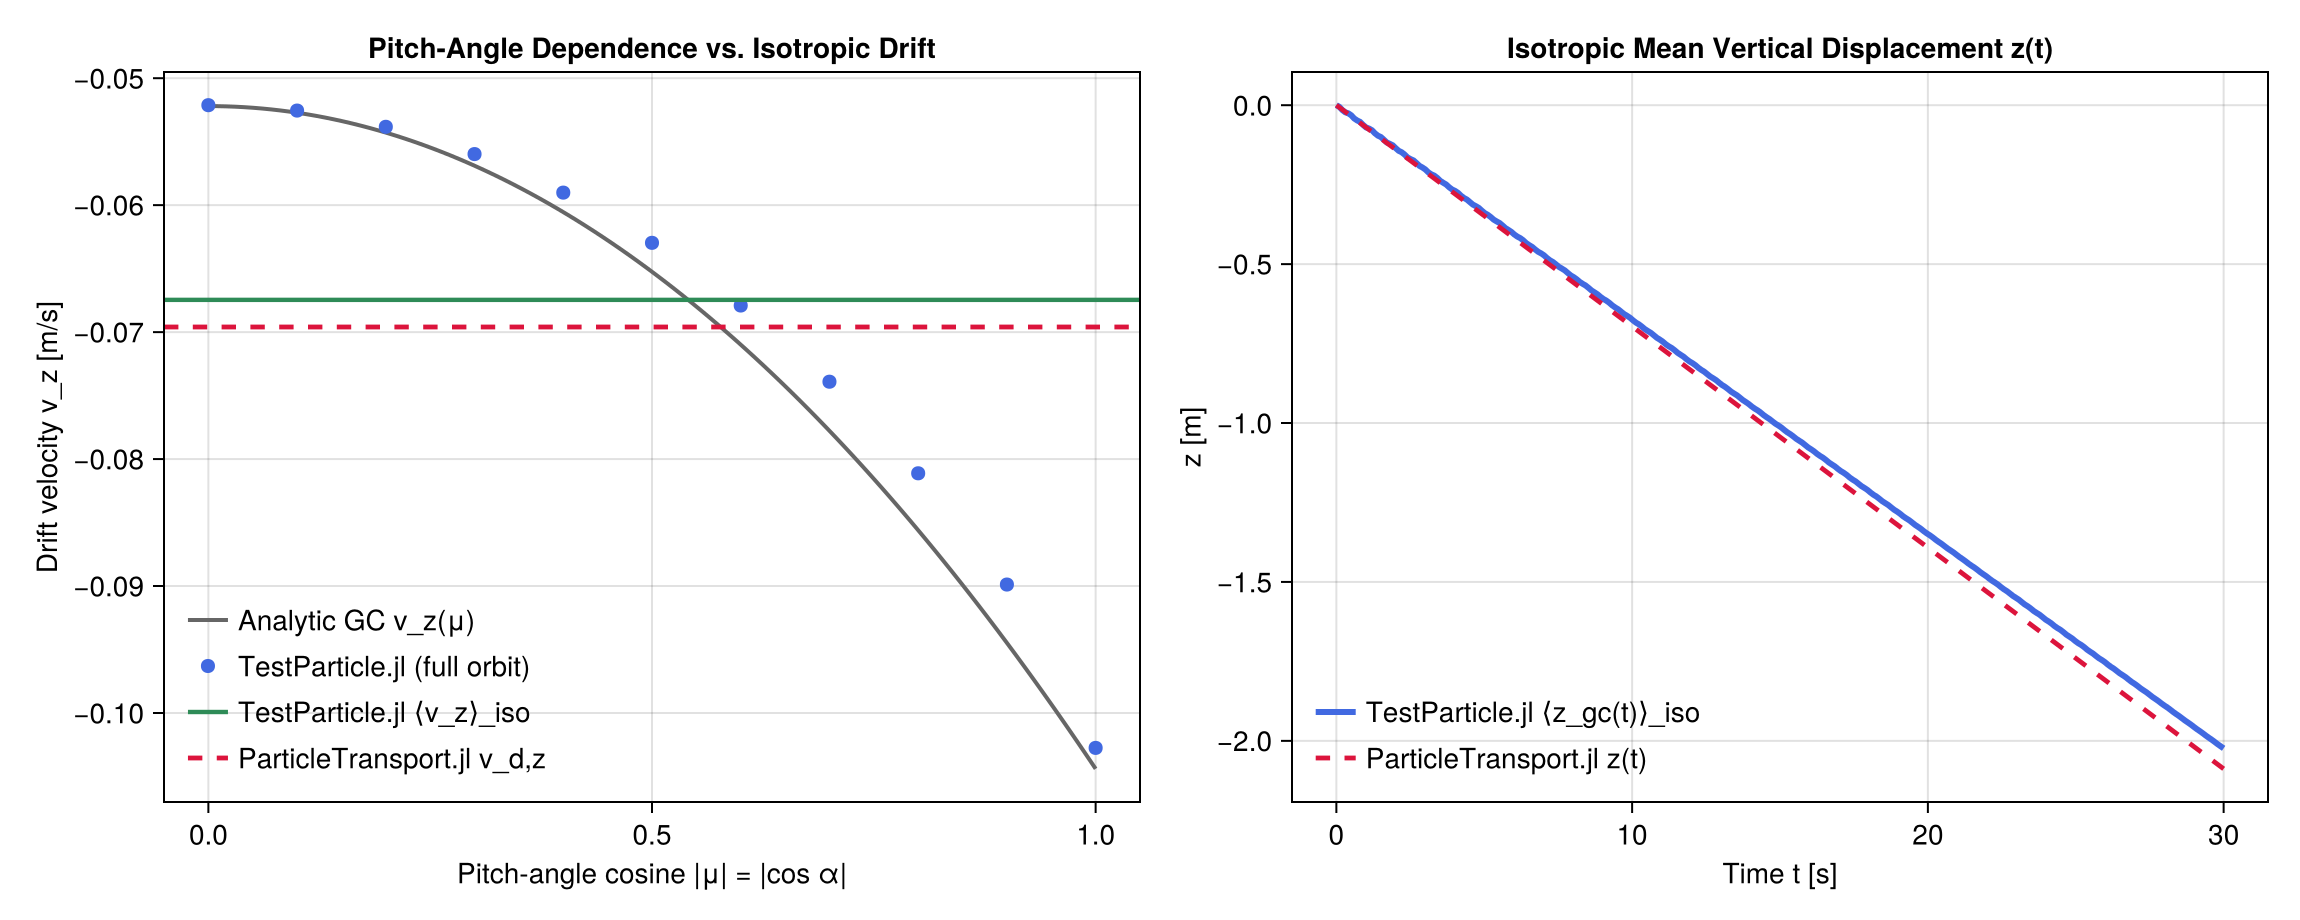 Pitch-Angle Dependence vs. Isotropic Drift
−0.05
−0.06
−0.07
−0.08
−0.09
−0.10
Drift velocity v_z [m/s]
Analytic GC v_z(μ)
TestParticle.jl (full orbit)
TestParticle.jl ⟨v_z⟩_iso
ParticleTransport.jl v_d,z
0.0
0.5
1.0
Pitch-angle cosine |μ| = |cos α|
Isotropic Mean Vertical Displacement z(t)
0.0
−0.5
−1.0
−1.5
−2.0
z [m]
TestParticle.jl ⟨z_gc(t)⟩_iso
ParticleTransport.jl z(t)
0
10
20
30
Time t [s]